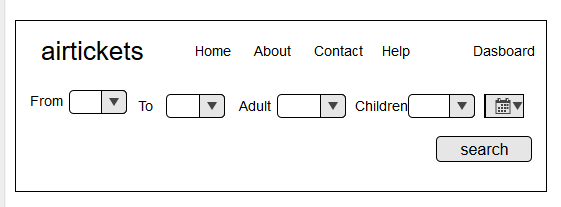 airtickets Home About Contact Help Dasboard
From To Adult Children
search